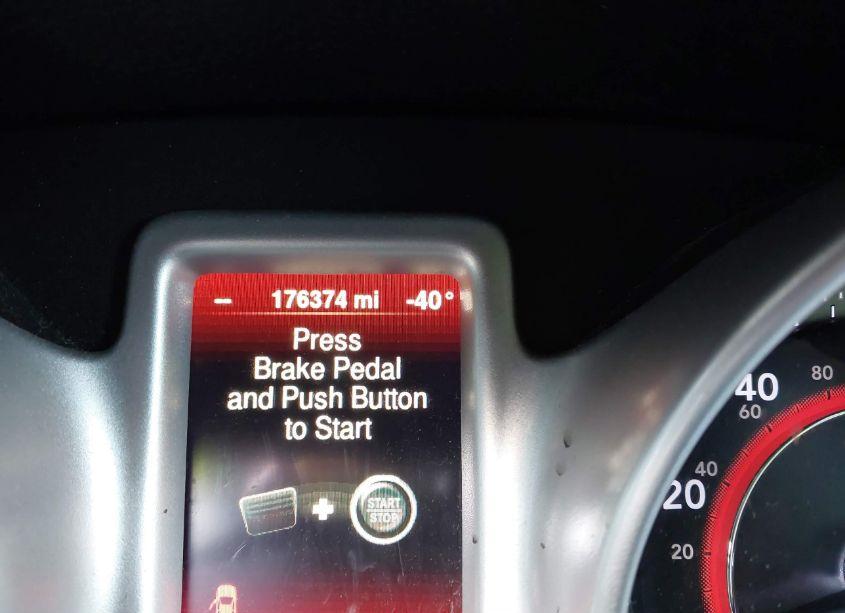 – 176374 mi -40°
Press
Brake Pedal
and Push Button
to Start
START
STOP
40
80
60
40
20
20